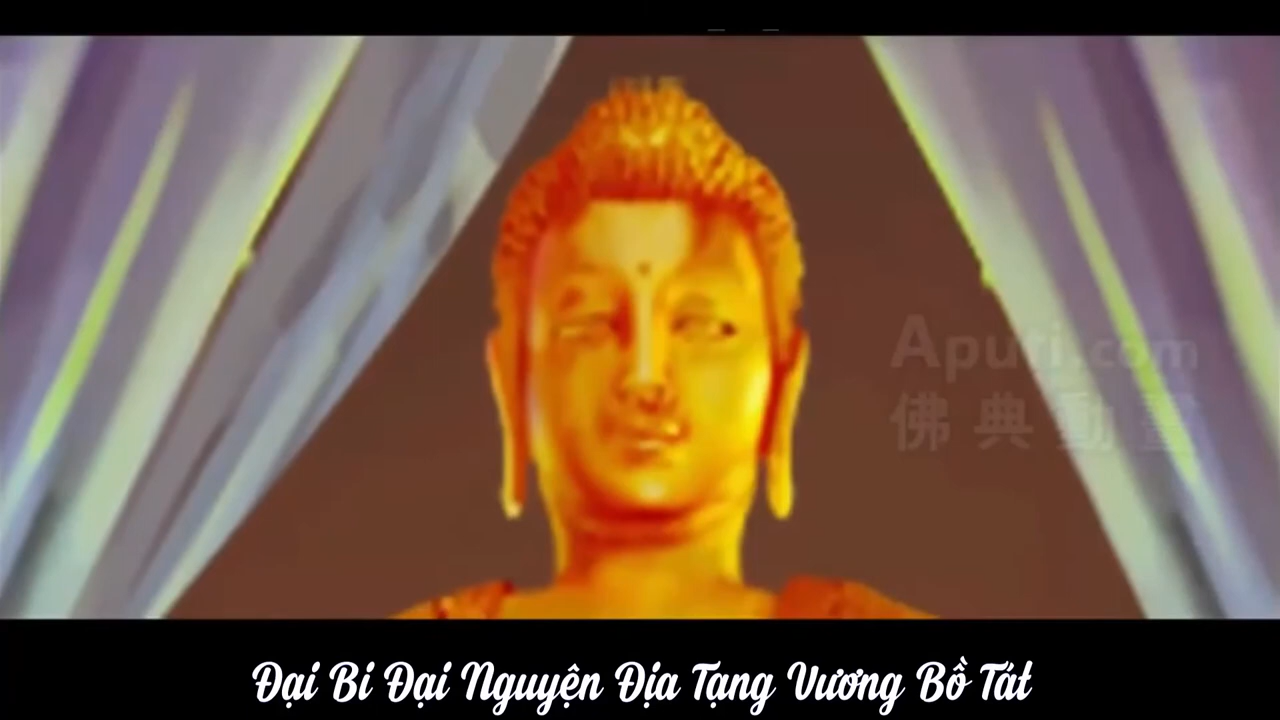 Apuri.com
佛典動畫
Đại Bi Đại Nguyện Địa Tạng Vương Bồ Tát